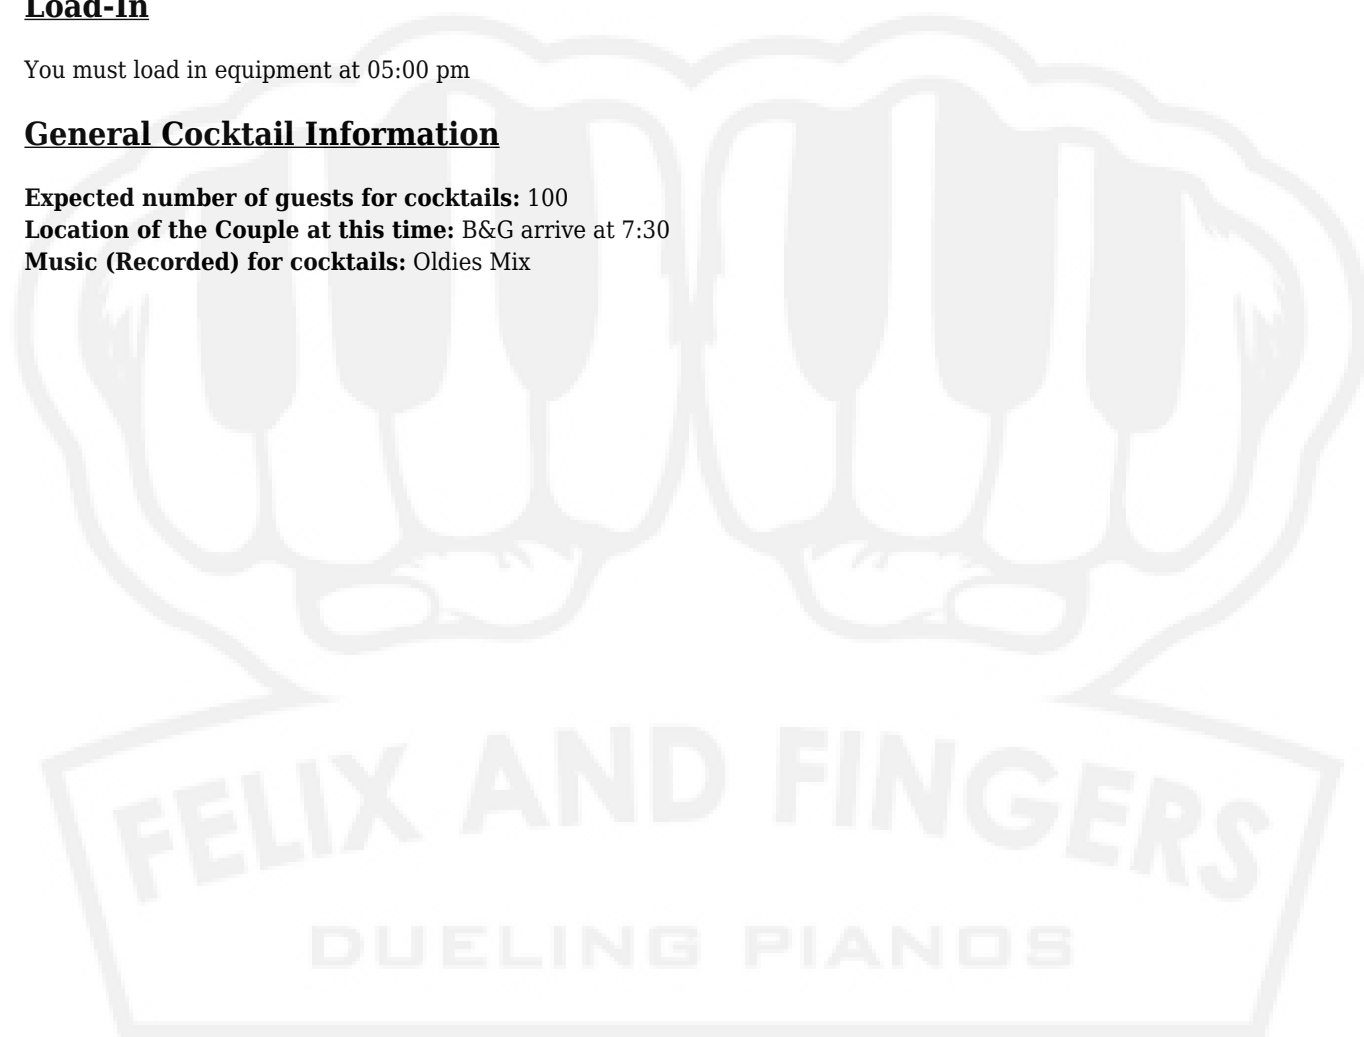 Load-In
You must load in equipment at 05:00 pm
General Cocktail Information
Expected number of guests for cocktails: 100
Location of the Couple at this time: B&G arrive at 7:30
Music (Recorded) for cocktails: Oldies Mix
FELIX AND FINGERS
DUELING PIANOS